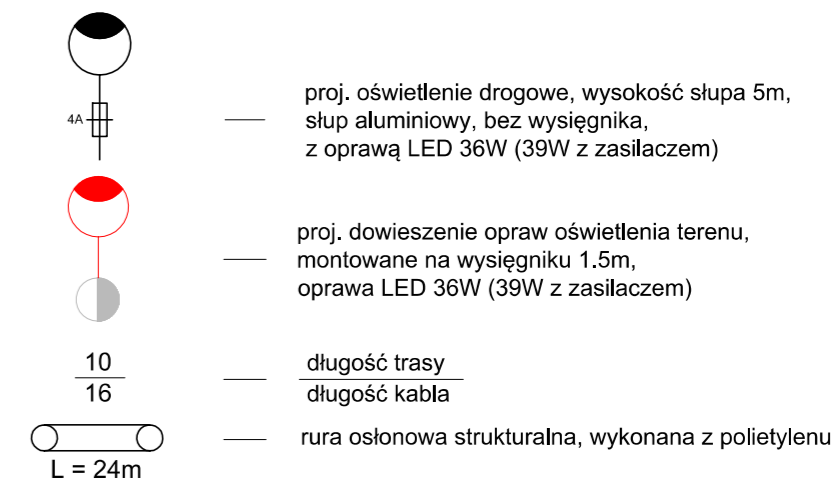 4A
proj. oświetlenie drogowe, wysokość słupa 5m,
słup aluminiowy, bez wysięgnika,
z oprawą LED 36W (39W z zasilaczem)
proj. dowieszenie opraw oświetlenia terenu,
montowane na wysięgniku 1.5m,
oprawa LED 36W (39W z zasilaczem)
10
16
długość trasy
długość kabla
rura osłonowa strukturalna, wykonana z polietylenu
L = 24m